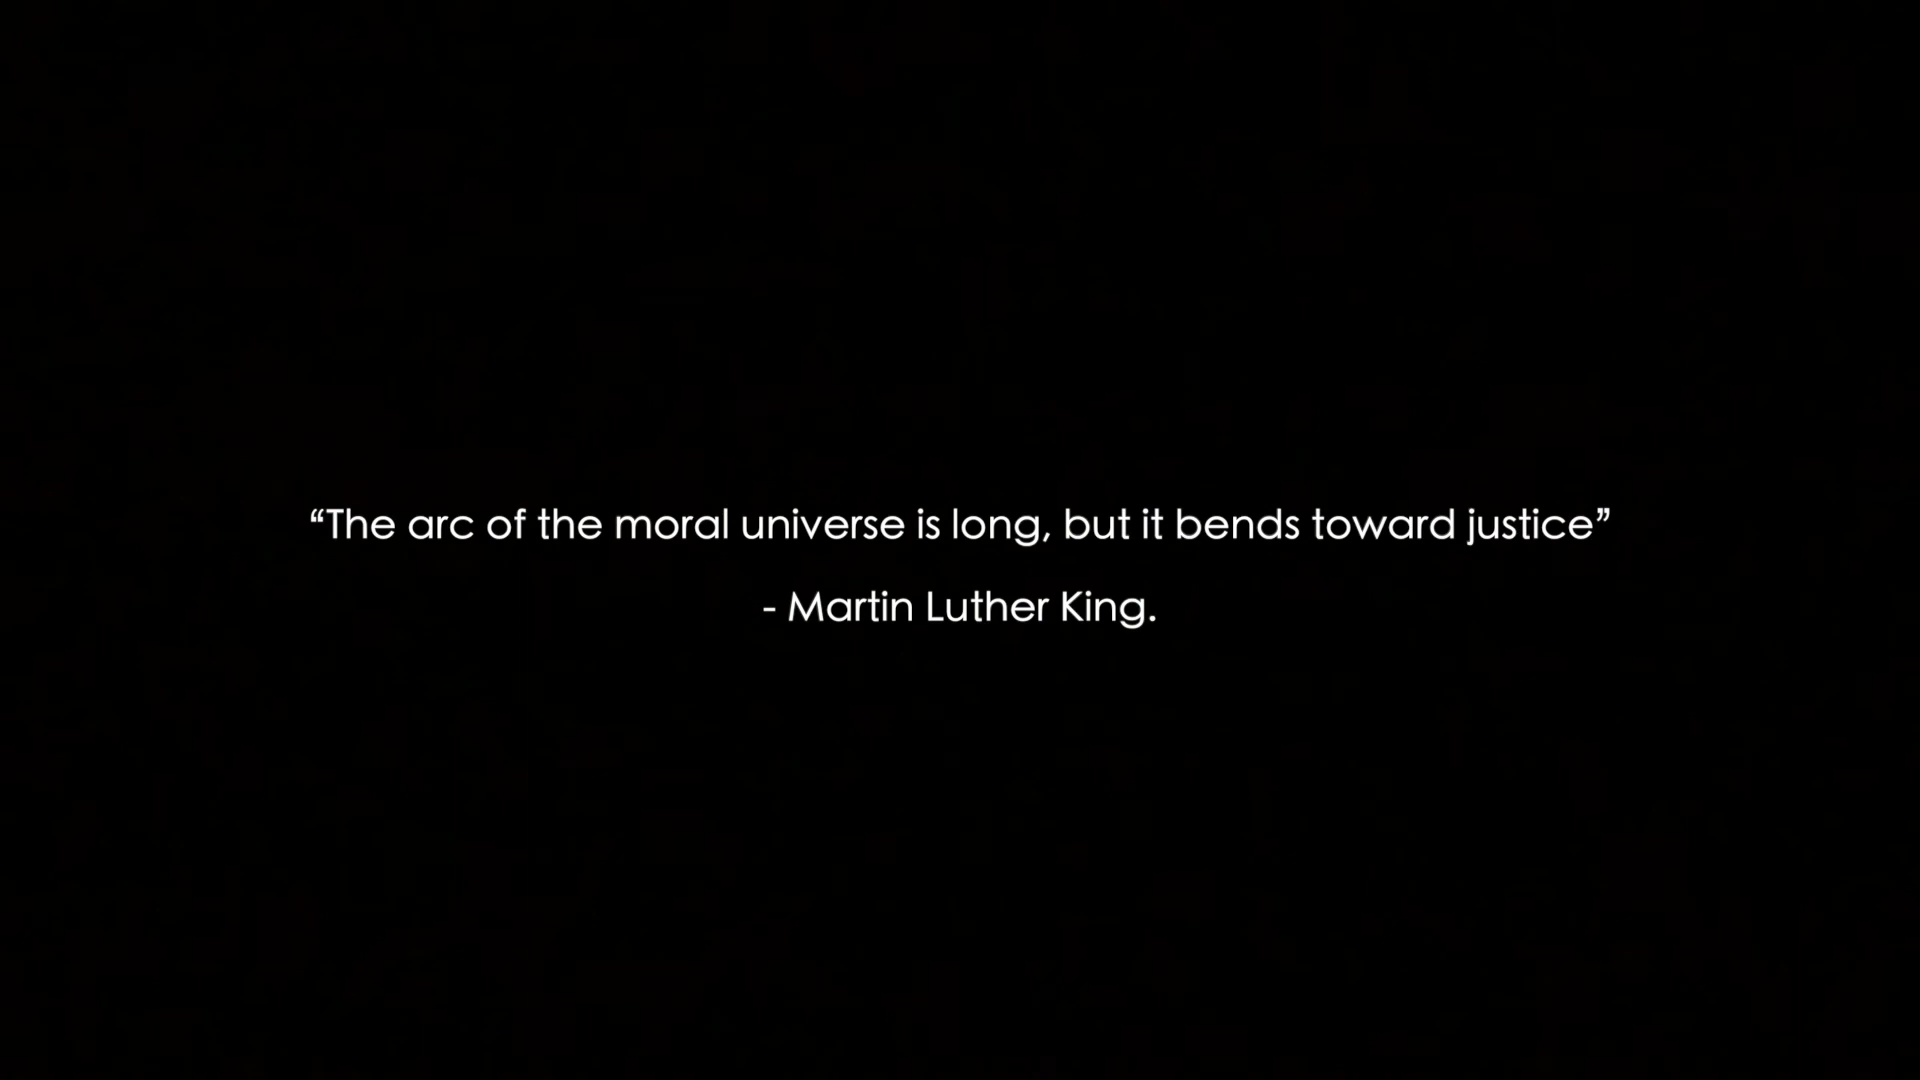 “The arc of the moral universe is long, but it bends toward justice”
- Martin Luther King.